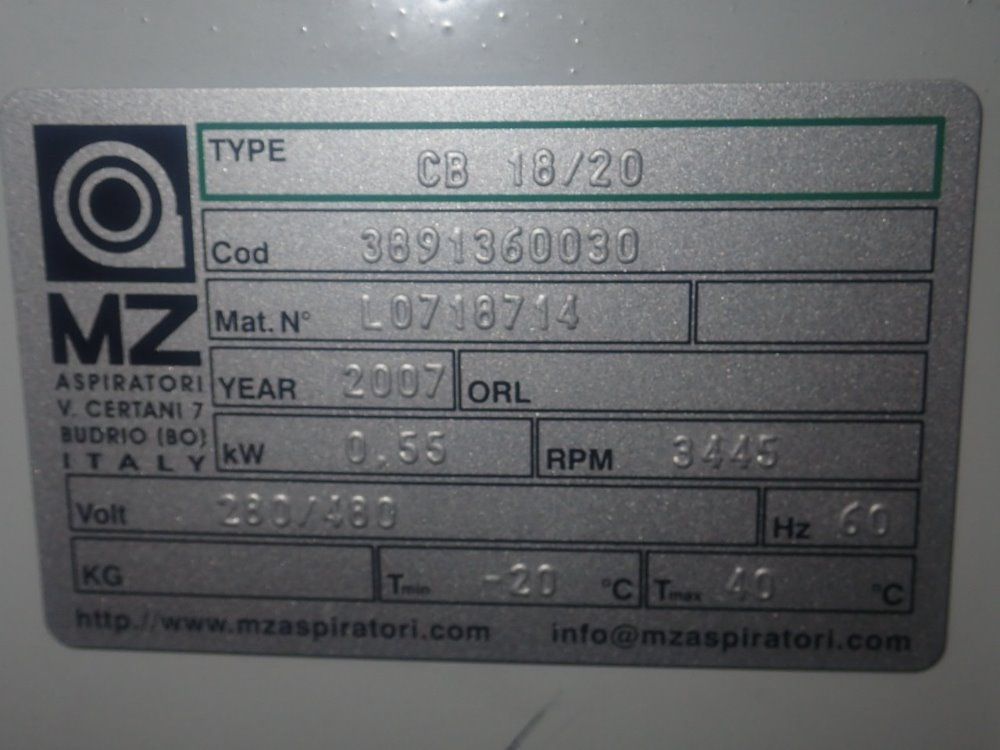 TYPE CB 18/20
Cod 3891360030
MZ
Mat. N° L0718714
ASPIRATORI
V. CERTANI 7
BUDRIO (BO)
ITALY
YEAR 2007 ORL
kW 0.55 RPM 3445
Volt 280/480 Hz 60
KG Tmin -20 °C Tmax 40 °C
http://www.mzaspiratori.com info@mzaspiratori.com